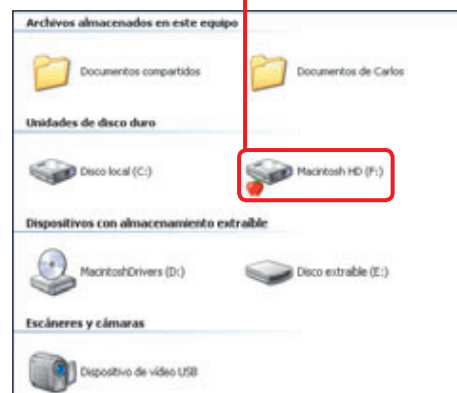 Archivos almacenados en este equipo
Documentos compartidos
Documentos de Carlos
Unidades de disco duro
Disco local (C:)
Macintosh HD (F:)
Dispositivos con almacenamiento extraíble
MacintoshDrivers (D:)
Disco extraíble (E:)
Escáneres y cámaras
Dispositivo de vídeo USB